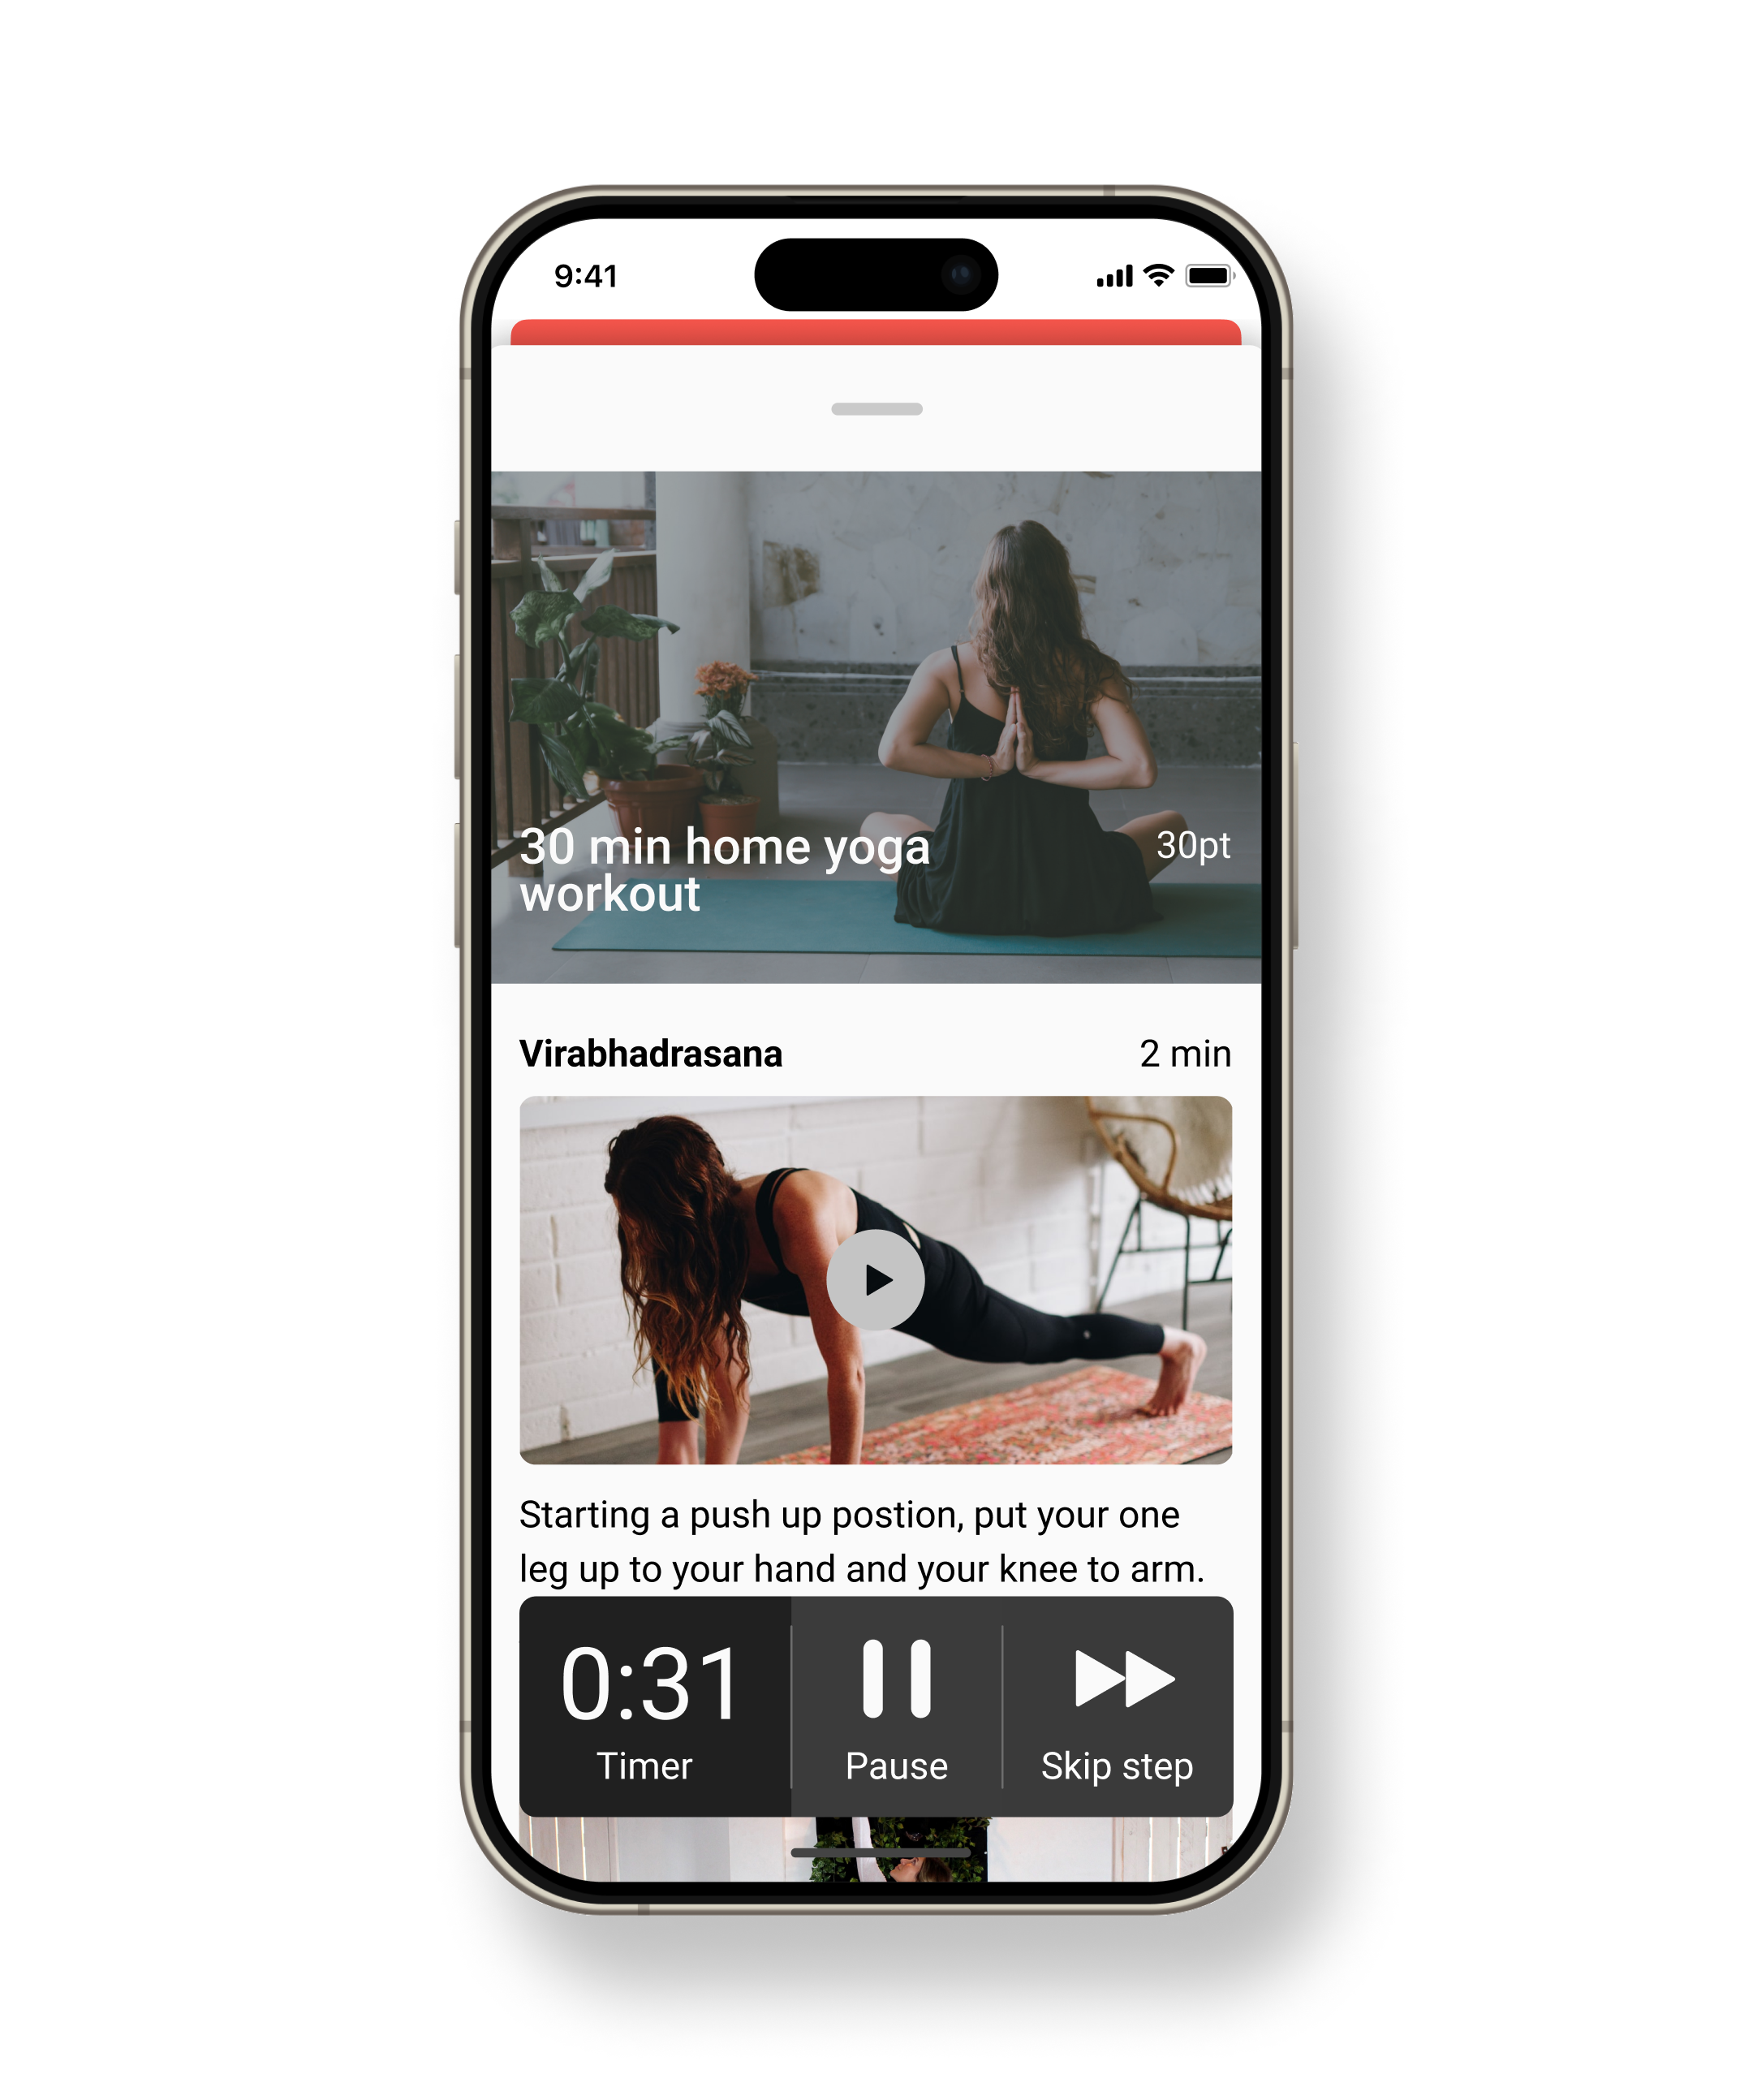 9:41
30 min home yoga
workout
30pt
Virabhadrasana
2 min
Starting a push up postion, put your one
leg up to your hand and your knee to arm.
0:31
Timer
Pause
Skip step